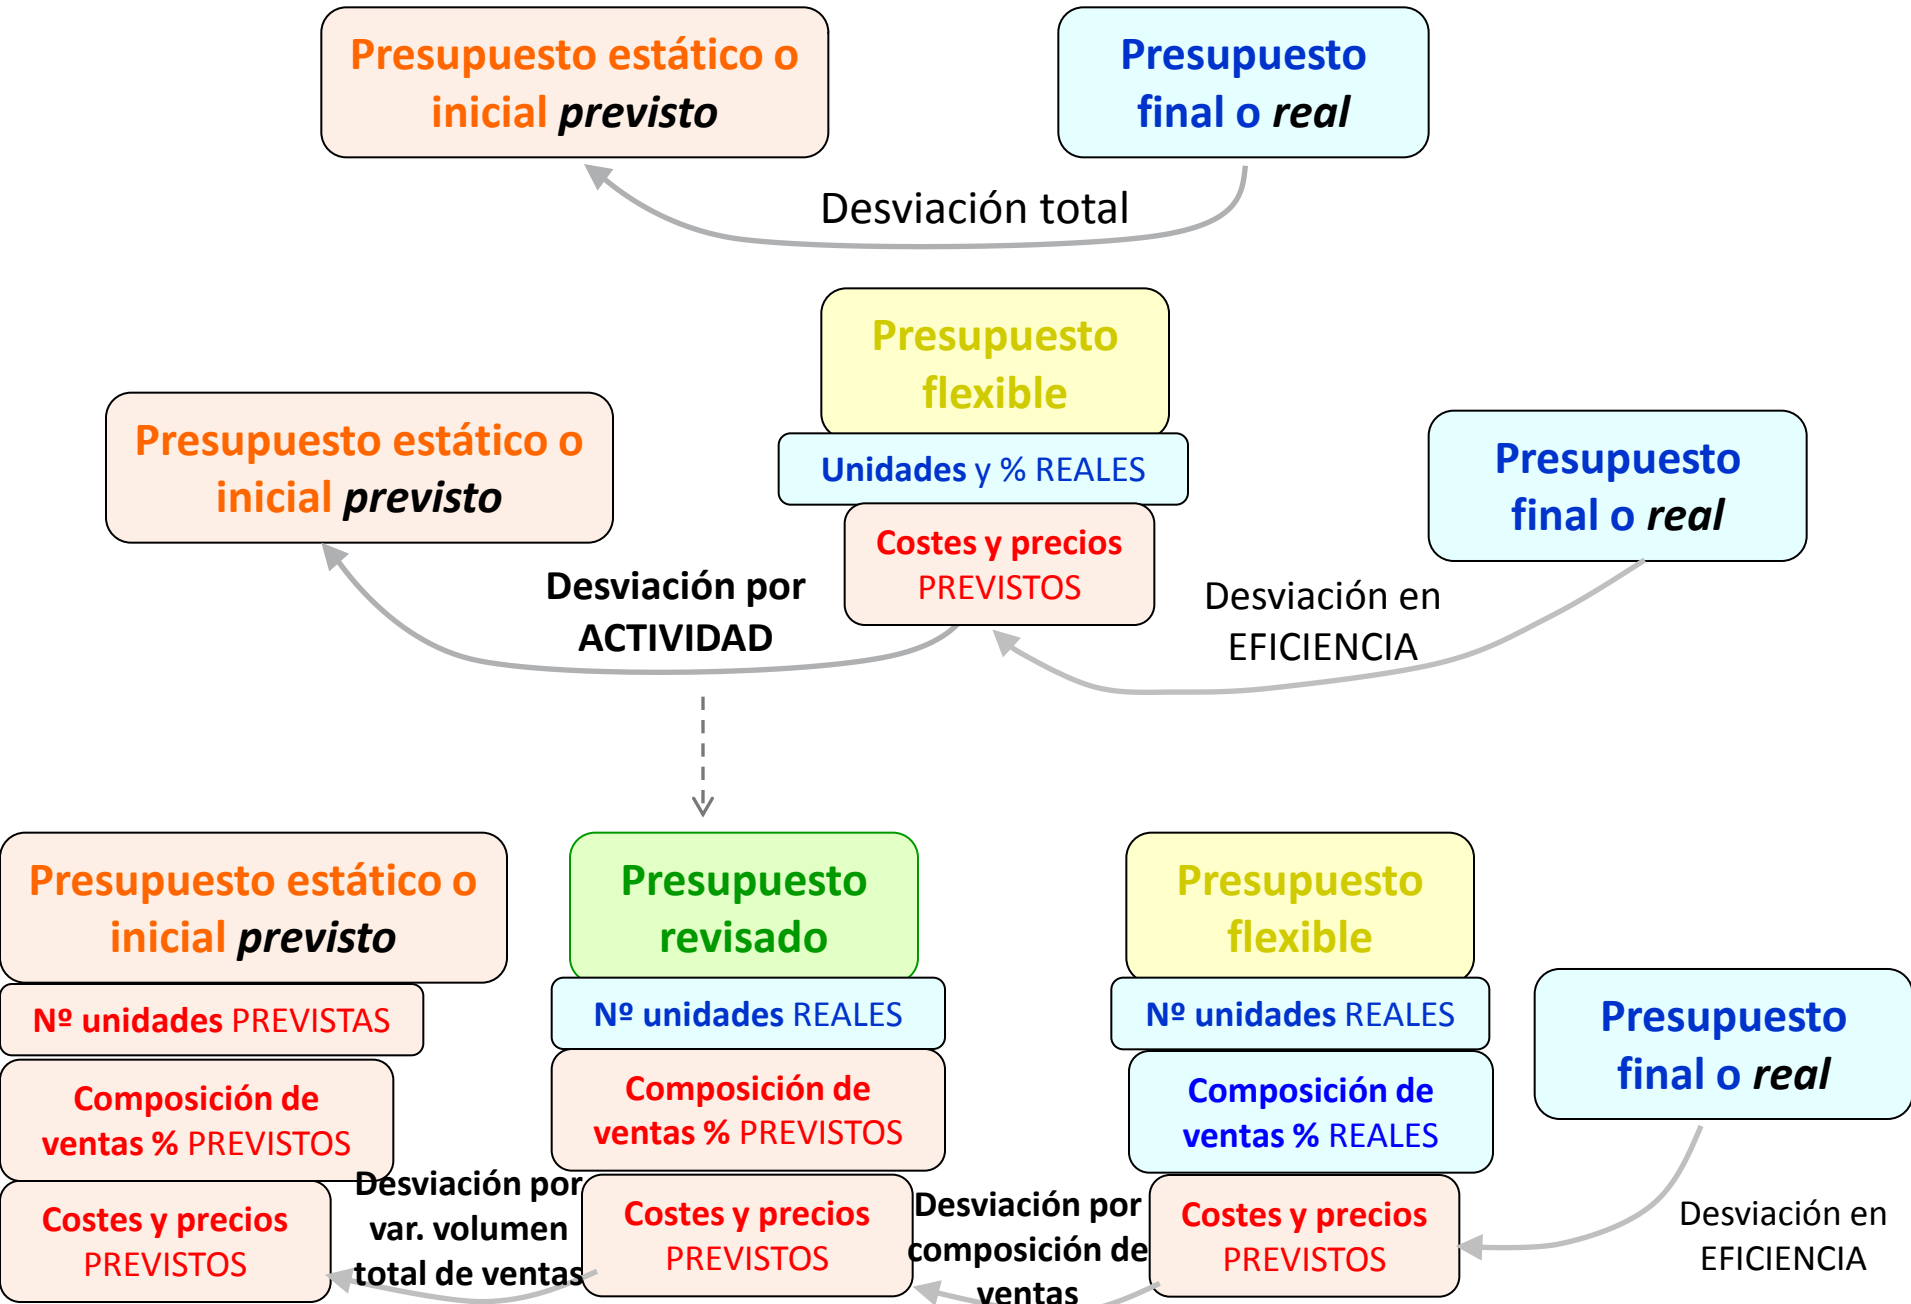 Presupuesto estático o
inicial previsto
Presupuesto
final o real
Desviación total
Presupuesto
flexible
Unidades y % REALES
Costes y precios
PREVISTOS
Presupuesto estático o
inicial previsto
Presupuesto
final o real
Desviación por
ACTIVIDAD
Desviación en
EFICIENCIA
Presupuesto estático o
inicial previsto
Nº unidades PREVISTAS
Composición de
ventas % PREVISTOS
Costes y precios
PREVISTOS
Desviación por
var. volumen
total de ventas
Presupuesto
revisado
Nº unidades REALES
Composición de
ventas % PREVISTOS
Costes y precios
PREVISTOS
Desviación por
composición de
ventas
Presupuesto
flexible
Nº unidades REALES
Composición de
ventas % REALES
Costes y precios
PREVISTOS
Presupuesto
final o real
Desviación en
EFICIENCIA